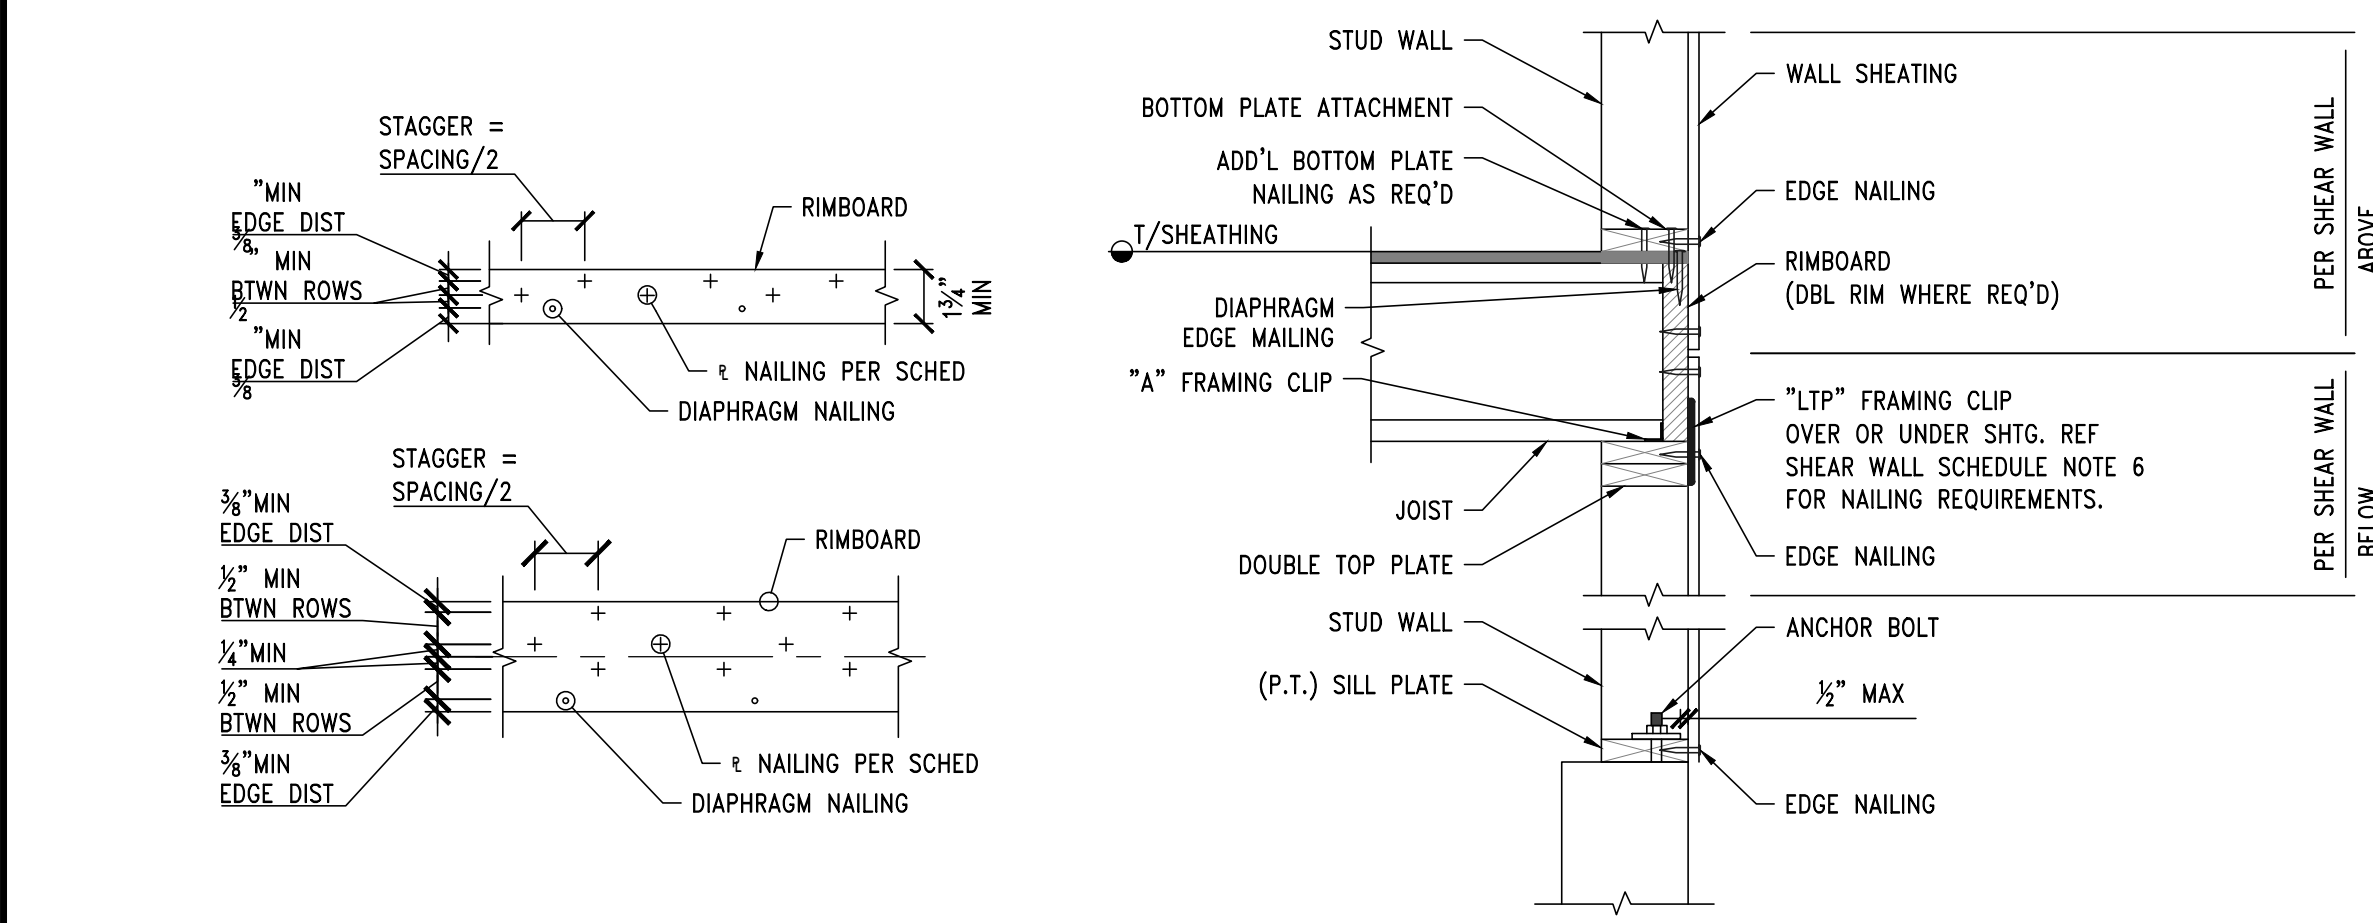 STAGGER =
SPACING/2
"MIN
EDGE DIST
3/8
" MIN
BTWN ROWS
1/2
"MIN
EDGE DIST
3/8
RIMBOARD
1 3/4"
MIN
℄ NAILING PER SCHED
DIAPHRAGM NAILING
STAGGER =
SPACING/2
3/8"MIN
EDGE DIST
1/2" MIN
BTWN ROWS
1/4"MIN
1/2" MIN
BTWN ROWS
3/8"MIN
EDGE DIST
RIMBOARD
℄ NAILING PER SCHED
DIAPHRAGM NAILING
STUD WALL
BOTTOM PLATE ATTACHMENT
ADD'L BOTTOM PLATE
NAILING AS REQ'D
T/SHEATHING
DIAPHRAGM
EDGE MAILING
"A" FRAMING CLIP
JOIST
DOUBLE TOP PLATE
STUD WALL
(P.T.) SILL PLATE
WALL SHEATING
EDGE NAILING
RIMBOARD
(DBL RIM WHERE REQ'D)
"LTP" FRAMING CLIP
OVER OR UNDER SHTG. REF
SHEAR WALL SCHEDULE NOTE 6
FOR NAILING REQUIREMENTS.
EDGE NAILING
ANCHOR BOLT
1/2" MAX
EDGE NAILING
PER SHEAR WALL
ABOVE
PER SHEAR WALL
BELOW